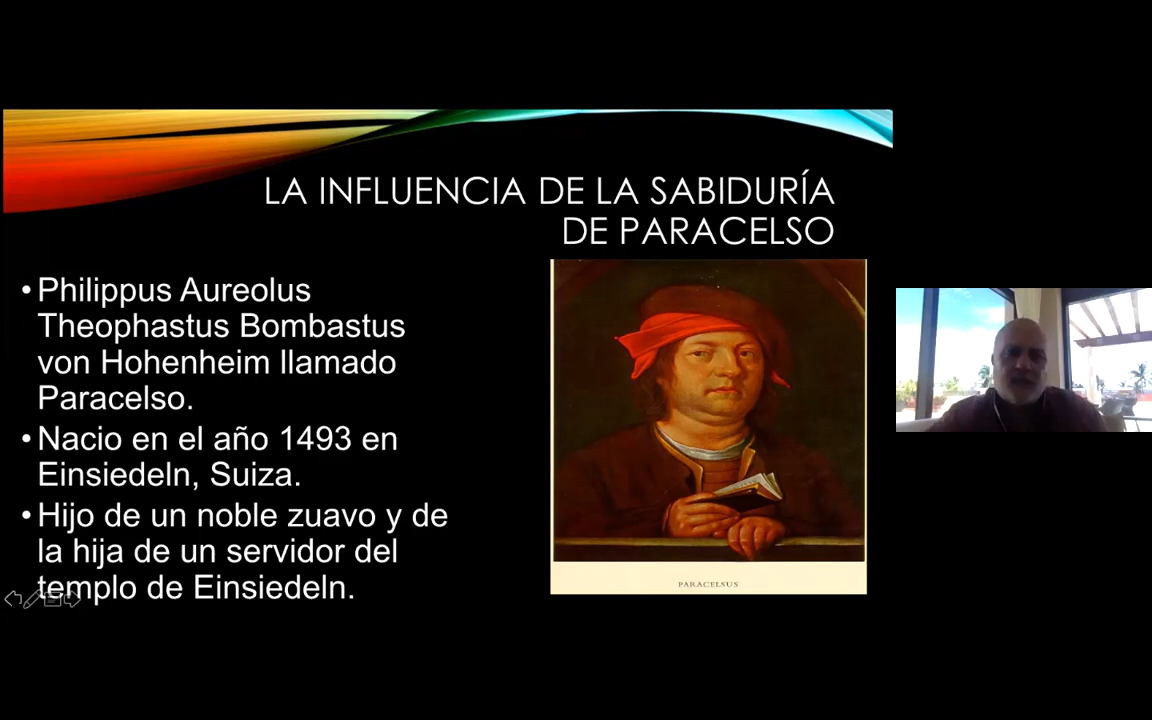 LA INFLUENCIA DE LA SABIDURÍA
DE PARACELSO
•Philippus Aureolus
Theophastus Bombastus
von Hohenheim llamado
Paracelso.
•Nacio en el año 1493 en
Einsiedeln, Suiza.
•Hijo de un noble zuavo y de
la hija de un servidor del
templo de Einsiedeln.
PARACELSUS